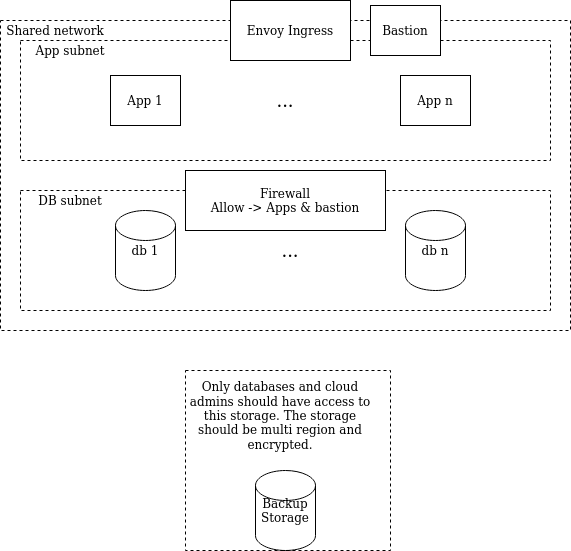 Shared network
Envoy Ingress
Bastion
App subnet
App 1
...
App n
Firewall
Allow -> Apps & bastion
DB subnet
db 1
...
db n
Only databases and cloud
admins should have access to
this storage. The storage
should be multi region and
encrypted.
Backup
Storage